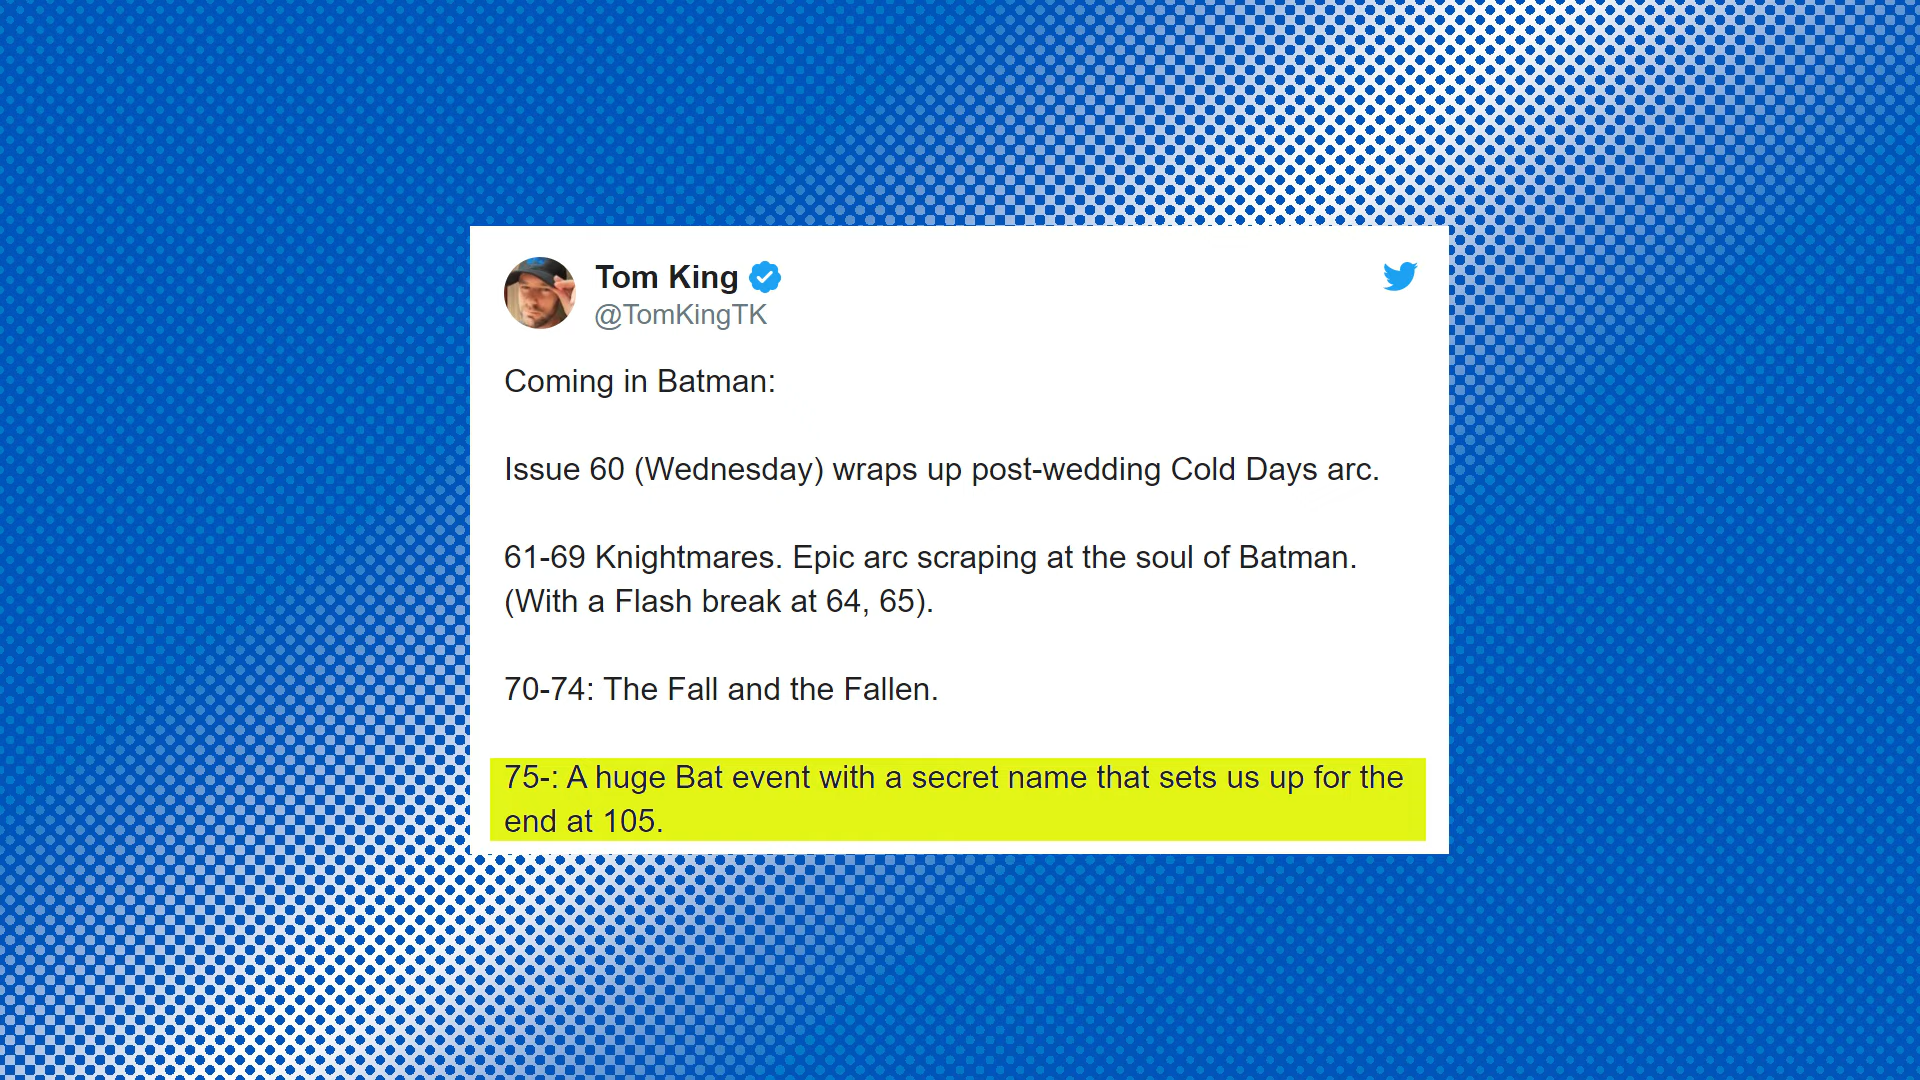 Tom King
@TomKingTK
Coming in Batman:
Issue 60 (Wednesday) wraps up post-wedding Cold Days arc.
61-69 Knightmares. Epic arc scraping at the soul of Batman.
(With a Flash break at 64, 65).
70-74: The Fall and the Fallen.
75-: A huge Bat event with a secret name that sets us up for the
end at 105.